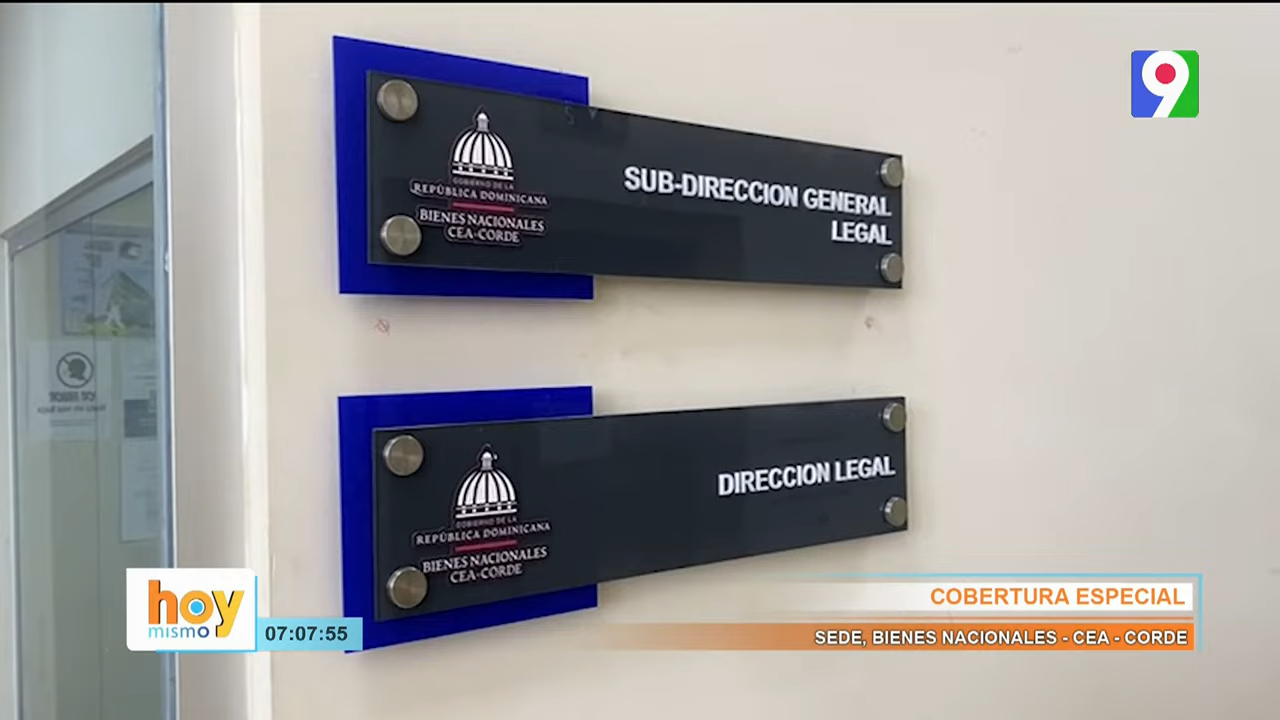 9
SUB-DIRECCION GENERAL
LEGAL
GOBIERNO DE LA
REPÚBLICA DOMINICANA
BIENES NACIONALES
CEA-CORDE
DIRECCION LEGAL
GOBIERNO DE LA
REPÚBLICA DOMINICANA
BIENES NACIONALES
CEA-CORDE
hoy
mismo
07:07:55
COBERTURA ESPECIAL
SEDE, BIENES NACIONALES - CEA - CORDE